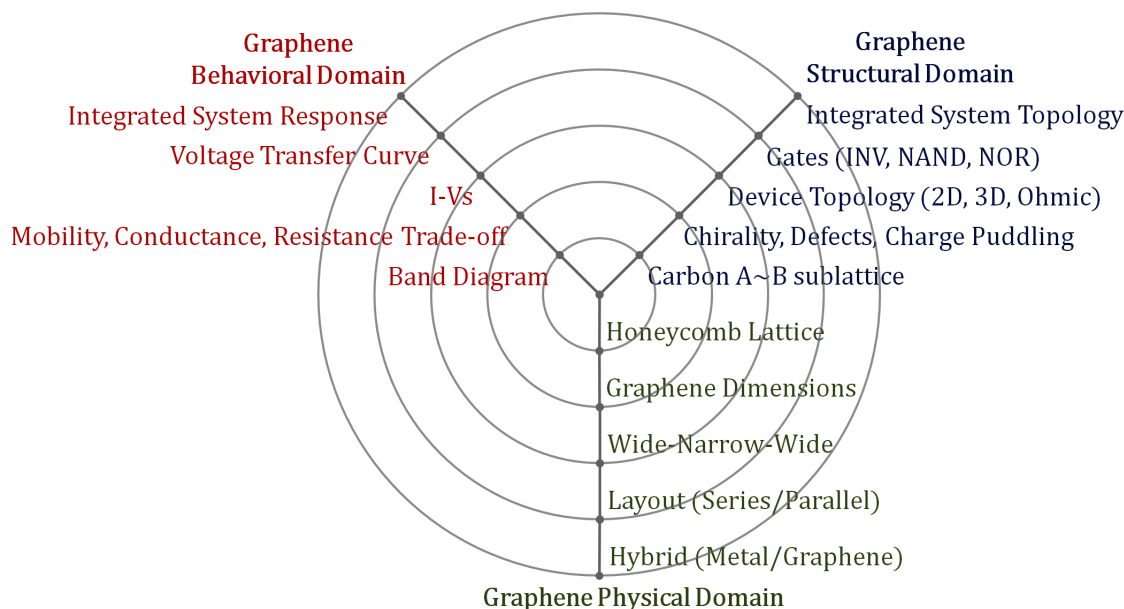 Graphene
Behavioral Domain
Integrated System Response
Voltage Transfer Curve
I-Vs
Mobility, Conductance, Resistance Trade-off
Band Diagram
Graphene
Structural Domain
Integrated System Topology
Gates (INV, NAND, NOR)
Device Topology (2D, 3D, Ohmic)
Chirality, Defects, Charge Puddling
Carbon A~B sublattice
Honeycomb Lattice
Graphene Dimensions
Wide-Narrow-Wide
Layout (Series/Parallel)
Hybrid (Metal/Graphene)
Graphene Physical Domain